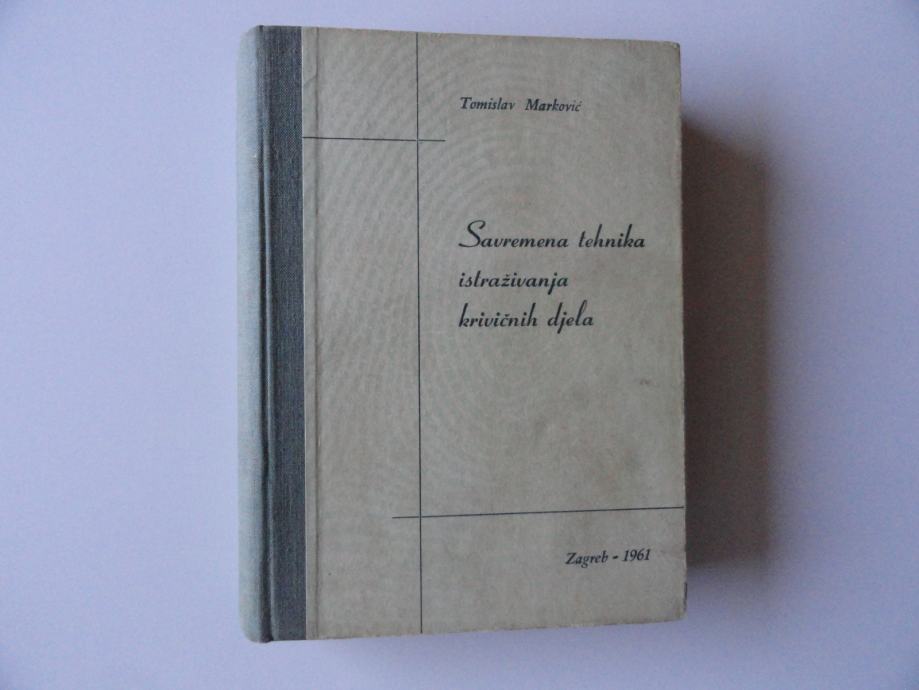 Tomislav Marković
Savremena tehnika
istraživanja
krivičnih djela
Zagreb - 1961